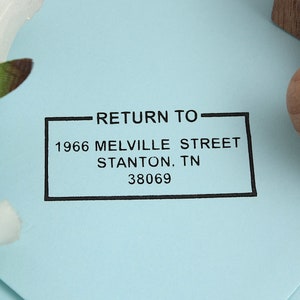 RETURN TO
1966 MELVILLE STREET
STANTON. TN
38069